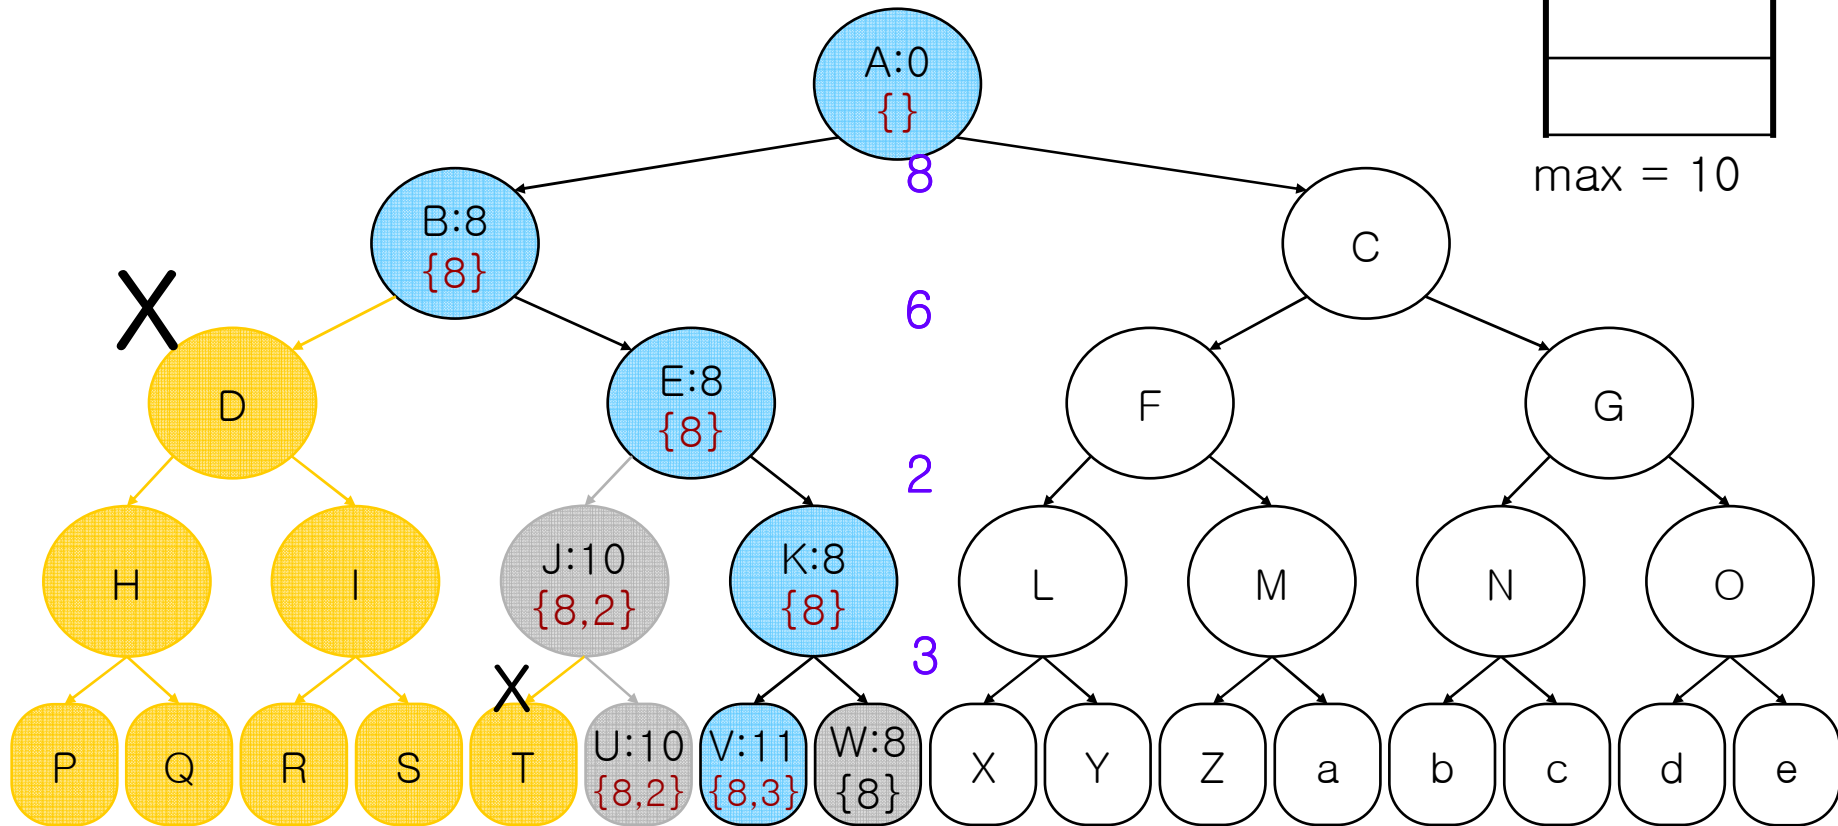 A:0
{}
8
max = 10
B:8
{8}
C
X
6
D
E:8
{8}
F
G
2
H
I
J:10
{8,2}
K:8
{8}
L
M
N
O
3
X
P
Q
R
S
T
U:10
{8,2}
V:11
{8,3}
W:8
{8}
X
Y
Z
a
b
c
d
e